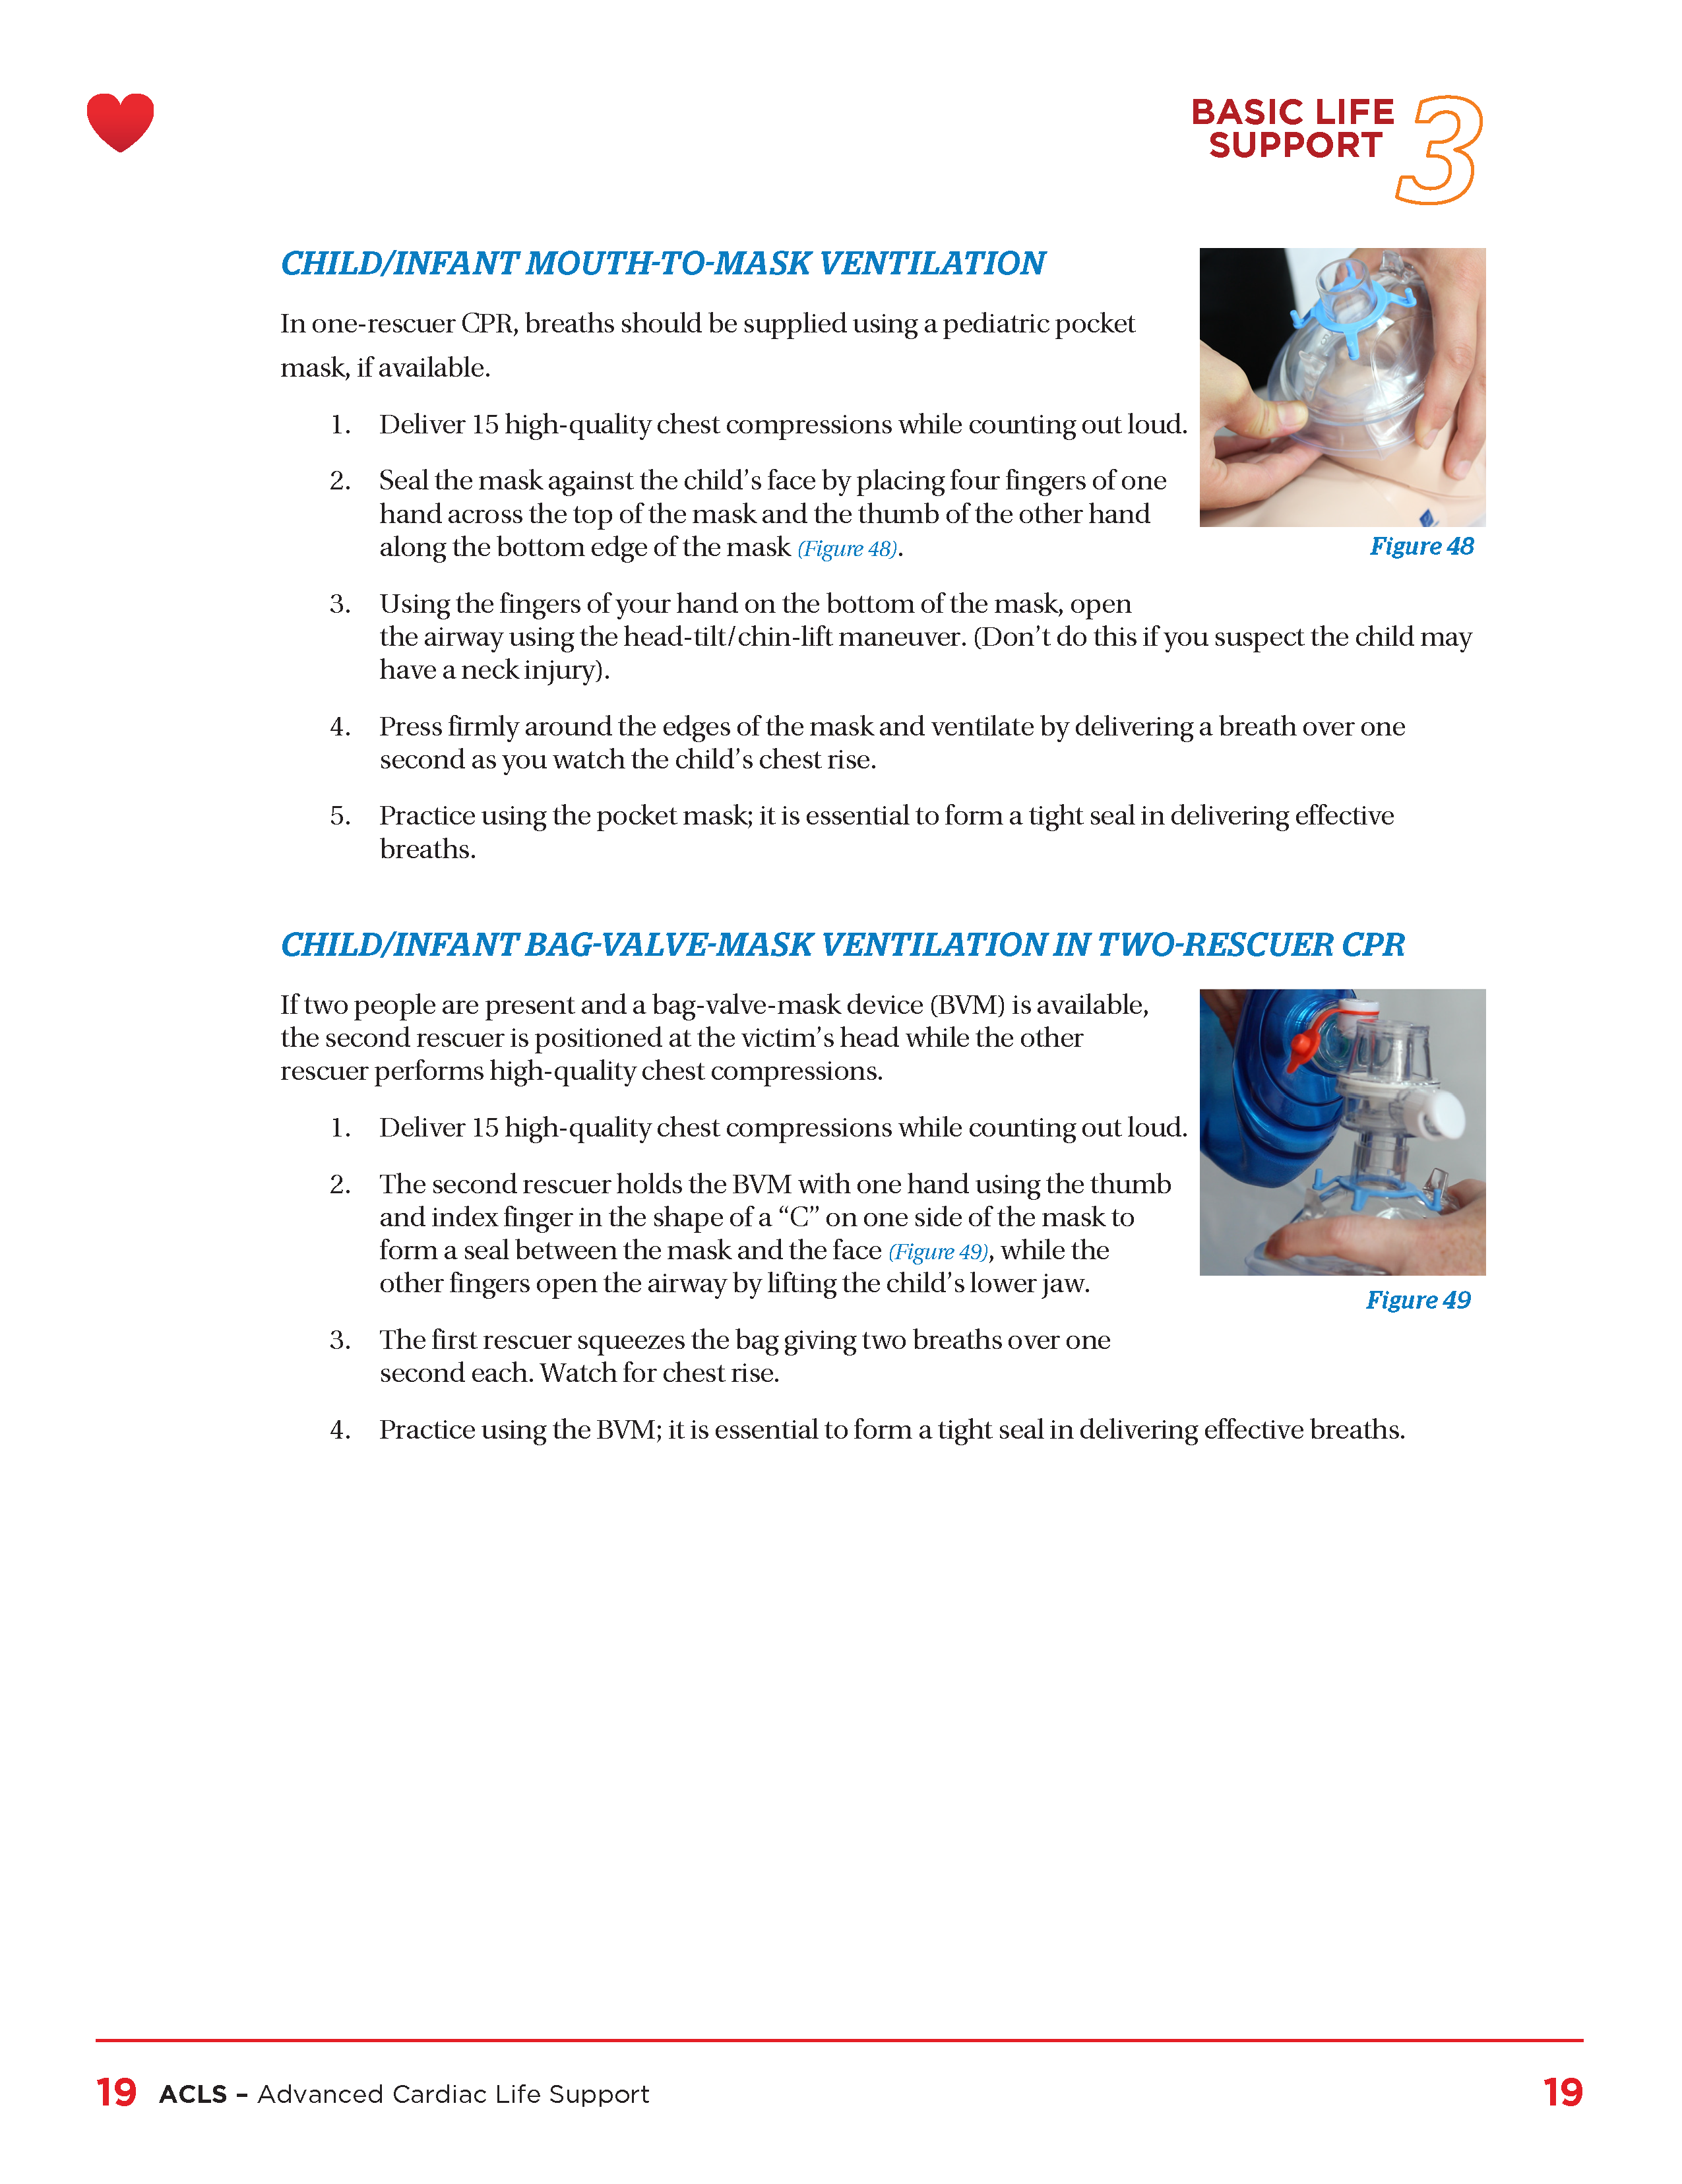 BASIC LIFE
SUPPORT
3
CHILD/INFANT MOUTH-TO-MASK VENTILATION
In one-rescuer CPR, breaths should be supplied using a pediatric pocket
mask, if available.
1. Deliver 15 high-quality chest compressions while counting out loud.
2. Seal the mask against the child’s face by placing four fingers of one
hand across the top of the mask and the thumb of the other hand
along the bottom edge of the mask (Figure 48).
Figure 48
3. Using the fingers of your hand on the bottom of the mask, open
the airway using the head-tilt/chin-lift maneuver. (Don’t do this if you suspect the child may
have a neck injury).
4. Press firmly around the edges of the mask and ventilate by delivering a breath over one
second as you watch the child’s chest rise.
5. Practice using the pocket mask; it is essential to form a tight seal in delivering effective
breaths.
CHILD/INFANT BAG-VALVE-MASK VENTILATION IN TWO-RESCUER CPR
If two people are present and a bag-valve-mask device (BVM) is available,
the second rescuer is positioned at the victim’s head while the other
rescuer performs high-quality chest compressions.
1. Deliver 15 high-quality chest compressions while counting out loud.
2. The second rescuer holds the BVM with one hand using the thumb
and index finger in the shape of a “C” on one side of the mask to
form a seal between the mask and the face (Figure 49), while the
other fingers open the airway by lifting the child’s lower jaw.
Figure 49
3. The first rescuer squeezes the bag giving two breaths over one
second each. Watch for chest rise.
4. Practice using the BVM; it is essential to form a tight seal in delivering effective breaths.
19 ACLS – Advanced Cardiac Life Support
19